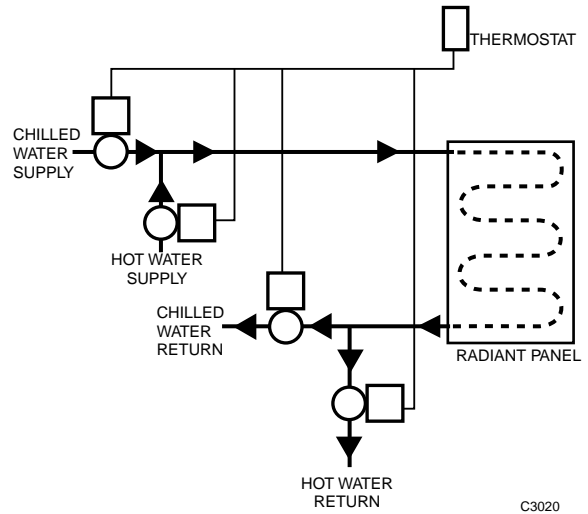 THERMOSTAT
CHILLED
WATER
SUPPLY
HOT WATER
SUPPLY
CHILLED
WATER
RETURN
RADIANT PANEL
HOT WATER
RETURN
C3020